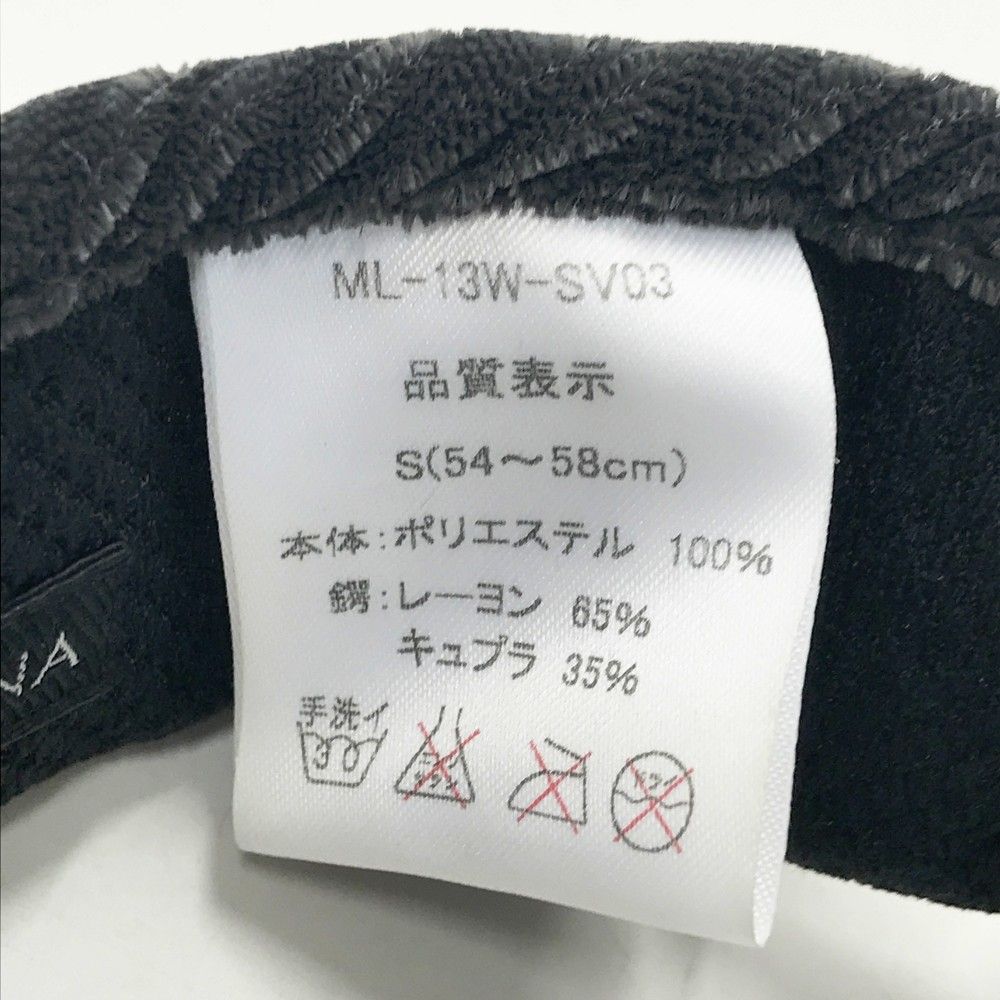 ML-13W-SV03
品質表示
S(54〜58cm)
本体:ポリエステル 100%
鍔:レーヨン 65%
キュプラ 35%
手洗イ
VA